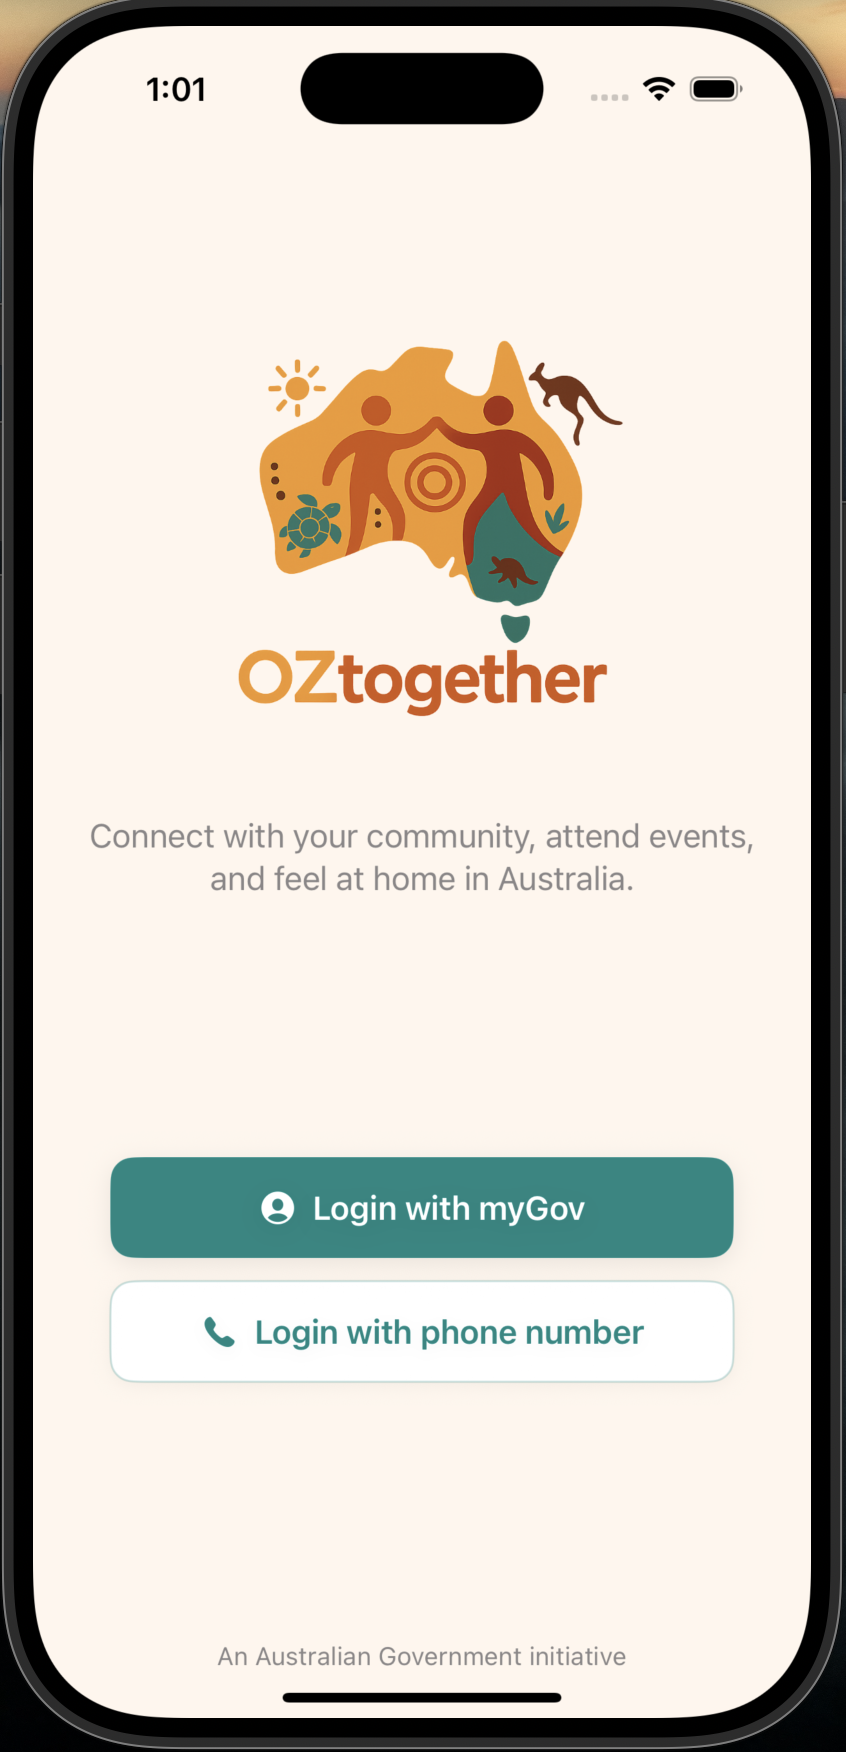 1:01
OZtogether
Connect with your community, attend events,
and feel at home in Australia.
Login with myGov
Login with phone number
An Australian Government initiative